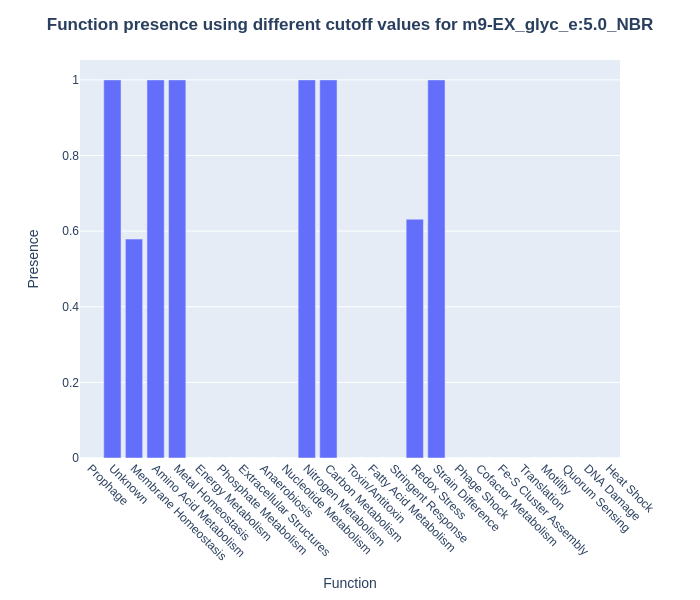 Function presence using different cutoff values for m9-EX_glyc_e:5.0_NBR
1
0.8
0.6
0.4
0.2
0
Presence
Prophage
Unknown
Membrane Homeostasis
Amino Acid Metabolism
Metal Homeostasis
Energy Metabolism
Phosphate Metabolism
Extracellular Structures
Anaerobiosis
Nucleotide Metabolism
Nitrogen Metabolism
Carbon Metabolism
Toxin/Antitoxin
Fatty Acid Metabolism
Stringent Response
Redox Stress
Strain Difference
Phage Shock
Cofactor Metabolism
Fe-S Cluster Assembly
Translation
Motility
Quorum Sensing
DNA Damage
Heat Shock
Function